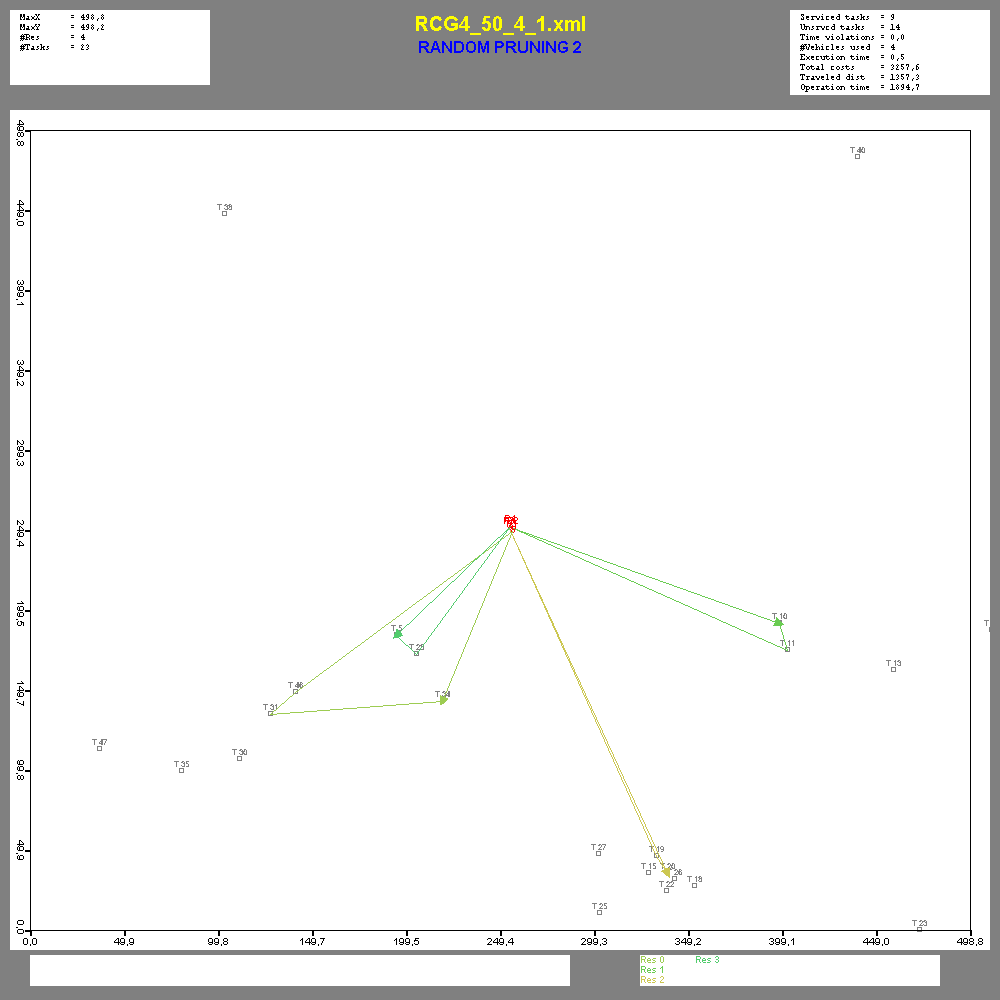 MaxX = 498,8
MaxY = 498,2
#Res = 4
#Tasks = 23
RCG4_50_4_1.xml
RANDOM PRUNING 2
Serviced tasks = 9
Unsrvcd tasks = 14
Time violations = 0,0
#Vehicles used = 4
Execution time = 0,5
Total costs = 3257,6
Traveled dist = 1357,3
Operation time = 1894,7
498,8
449,0
399,1
349,2
299,3
249,4
199,5
149,7
99,8
49,9
0,0
T 40
T 38
T 10
T
T 5
T 11
T 28
T 13
T 46
T 31
T 47
T 30
T 35
T 27
T 19
T 15
T 20
26
T 18
T 22
T 25
T 23
0,0 49,9 99,8 149,7 199,5 249,4 299,3 349,2 399,1 449,0 498,8
Res 0 Res 3
Res 1
Res 2